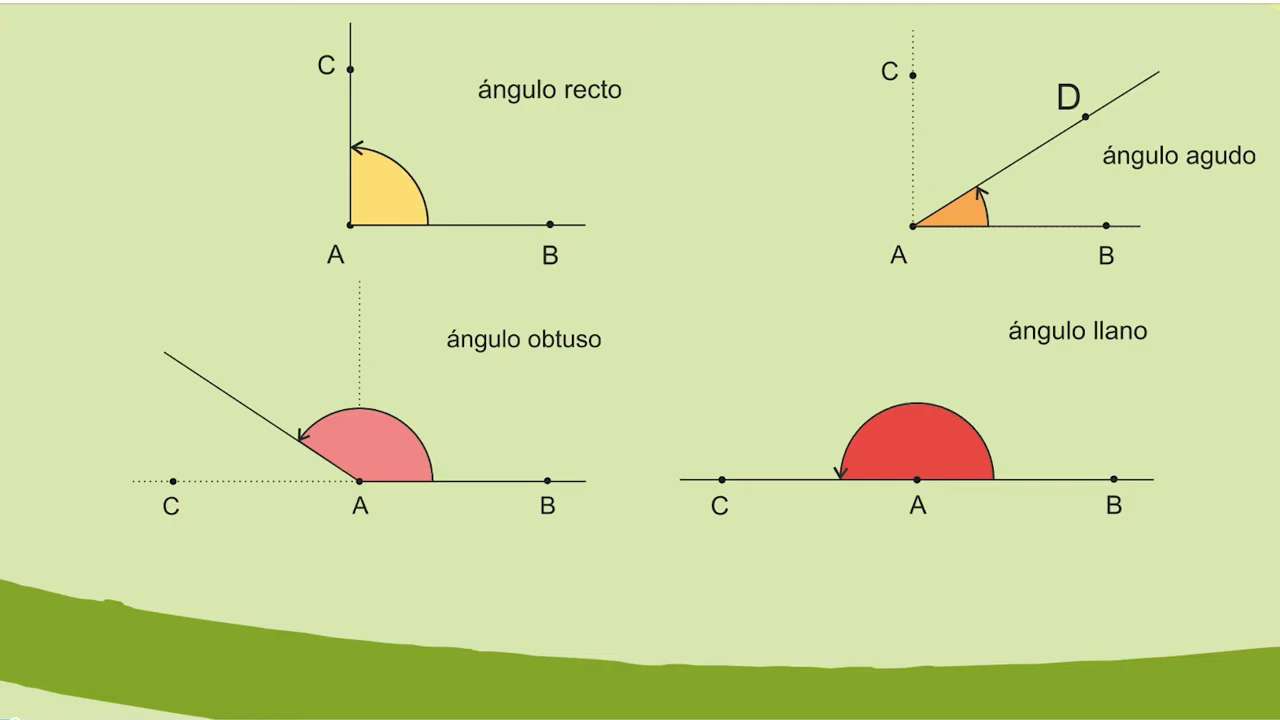 C
ángulo recto
A
B
C
D
ángulo agudo
A
B
ángulo obtuso
C
A
B
ángulo llano
C
A
B